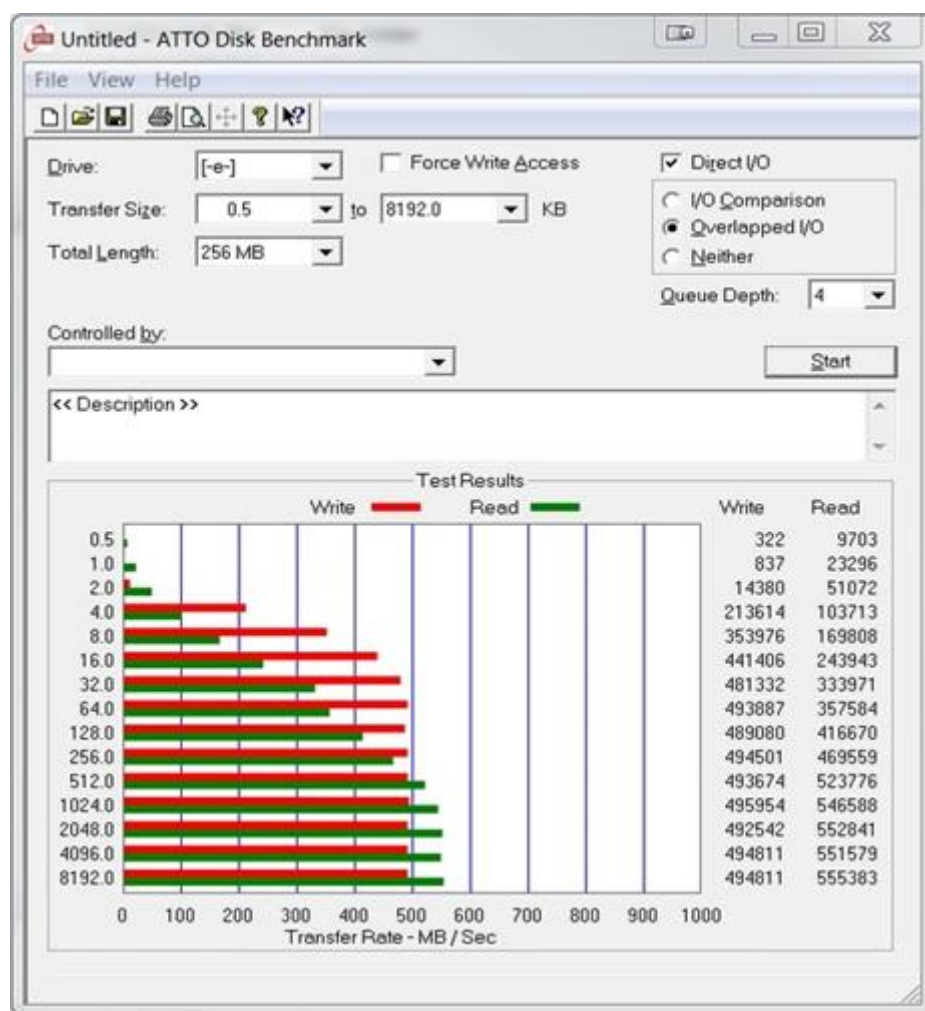 Untitled - ATTO Disk Benchmark
File View Help
Drive: [-e-] Force Write Access Direct I/O
Transfer Size: 0.5 to 8192.0 KB I/O Comparison
Overlapped I/O
Total Length: 256 MB Neither
Queue Depth: 4
Controlled by:
Start
<< Description >>
Test Results
Write Read Write Read
0.5 322 9703
1.0 837 23296
2.0 14380 51072
4.0 213614 103713
8.0 353976 169808
16.0 441406 243943
32.0 481332 333971
64.0 493887 357584
128.0 489080 416670
256.0 494501 469559
512.0 493674 523776
1024.0 495954 546588
2048.0 492542 552841
4096.0 494811 551579
8192.0 494811 555383
0 100 200 300 400 500 600 700 800 900 1000
Transfer Rate - MB / Sec